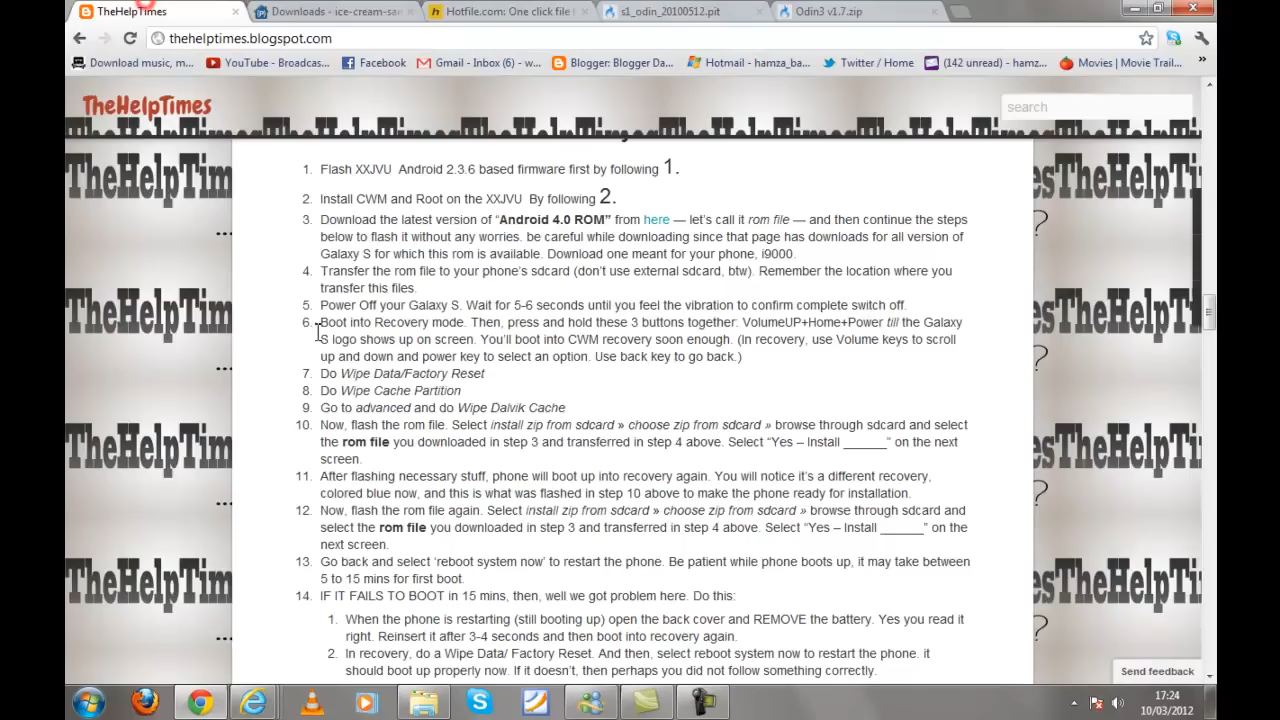 TheHelpTimes
Downloads - ice-cream-sar
Hotfile.com: One click file
s1_odin_20100512.pit
Odin3 v1.7.zip
thehelptimes.blogspot.com
Download music, m...
YouTube - Broadcas...
Facebook
Gmail - Inbox (6) - w...
Blogger: Blogger Da...
Hotmail - hamza_ba...
Twitter / Home
(142 unread) - hamz...
Movies | Movie Trail...
»
TheHelpTimes
search
1. Flash XXJVU Android 2.3.6 based firmware first by following 1.
2. Install CWM and Root on the XXJVU By following 2.
3. Download the latest version of “Android 4.0 ROM” from here — let’s call it rom file — and then continue the steps
below to flash it without any worries. be careful while downloading since that page has downloads for all version of
Galaxy S for which this rom is available. Download one meant for your phone, i9000.
4. Transfer the rom file to your phone’s sdcard (don’t use external sdcard, btw). Remember the location where you
transfer this files.
5. Power Off your Galaxy S. Wait for 5-6 seconds until you feel the vibration to confirm complete switch off.
6. Boot into Recovery mode. Then, press and hold these 3 buttons together: VolumeUP+Home+Power till the Galaxy
S logo shows up on screen. You’ll boot into CWM recovery soon enough. (In recovery, use Volume keys to scroll
up and down and power key to select an option. Use back key to go back.)
7. Do Wipe Data/Factory Reset
8. Do Wipe Cache Partition
9. Go to advanced and do Wipe Dalvik Cache
10. Now, flash the rom file. Select install zip from sdcard » choose zip from sdcard » browse through sdcard and select
the rom file you downloaded in step 3 and transferred in step 4 above. Select “Yes – Install ______” on the next
screen.
11. After flashing necessary stuff, phone will boot up into recovery again. You will notice it’s a different recovery,
colored blue now, and this is what was flashed in step 10 above to make the phone ready for installation.
12. Now, flash the rom file again. Select install zip from sdcard » choose zip from sdcard » browse through sdcard and
select the rom file you downloaded in step 3 and transferred in step 4 above. Select “Yes – Install ______” on the
next screen.
13. Go back and select ‘reboot system now’ to restart the phone. Be patient while phone boots up, it may take between
5 to 15 mins for first boot.
14. IF IT FAILS TO BOOT in 15 mins, then, well we got problem here. Do this:
1. When the phone is restarting (still booting up) open the back cover and REMOVE the battery. Yes you read it
right. Reinsert it after 3-4 seconds and then boot into recovery again.
2. In recovery, do a Wipe Data/ Factory Reset. And then, select reboot system now to restart the phone. it
should boot up properly now. If it doesn’t, then perhaps you did not follow something correctly.
Send feedback
17:24
10/03/2012